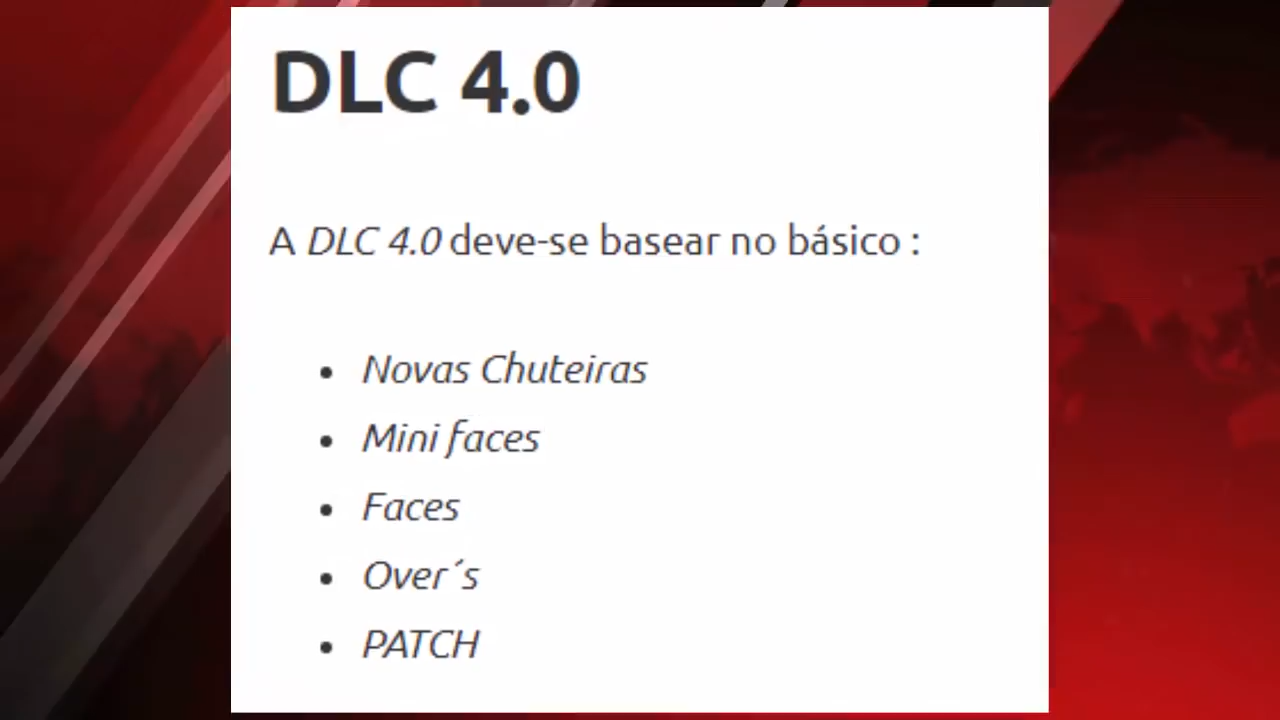 DLC 4.0
A DLC 4.0 deve-se basear no básico :
• Novas Chuteiras
• Mini faces
• Faces
• Over´s
• PATCH